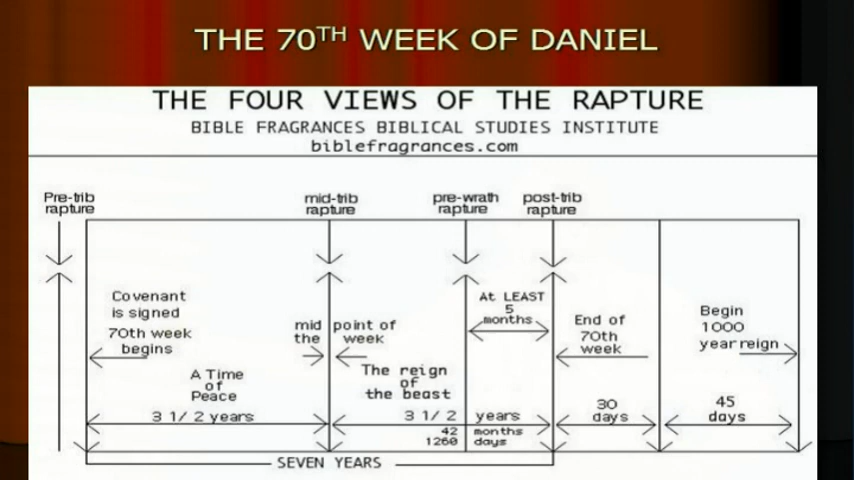 THE 70TH WEEK OF DANIEL
THE FOUR VIEWS OF THE RAPTURE
BIBLE FRAGRANCES BIBLICAL STUDIES INSTITUTE
biblefragrances.com
Pre-trib
rapture
mid-trib
rapture
pre-wrath
rapture
post-trib
rapture
Covenant
is signed
70th week
begins
mid point of
the week
At LEAST
5
months
End of
70th
week
Begin
1000
year reign
A Time
of
Peace
3 1/2 years
The reign
of
the beast
3 1/2 years
42 months
1260 days
30
days
45
days
SEVEN YEARS